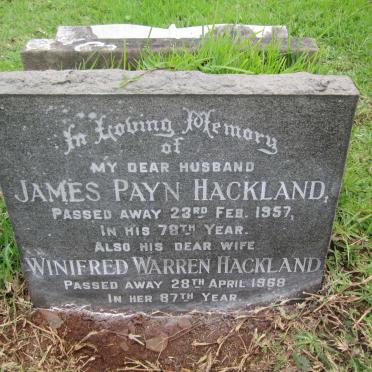 In Loving Memory
of
MY DEAR HUSBAND
JAMES PAYN HACKLAND,
PASSED AWAY 23RD FEB. 1957,
IN HIS 78TH YEAR.
ALSO HIS DEAR WIFE
WINIFRED WARREN HACKLAND
PASSED AWAY 28TH APRIL 1968
IN HER 87TH YEAR.